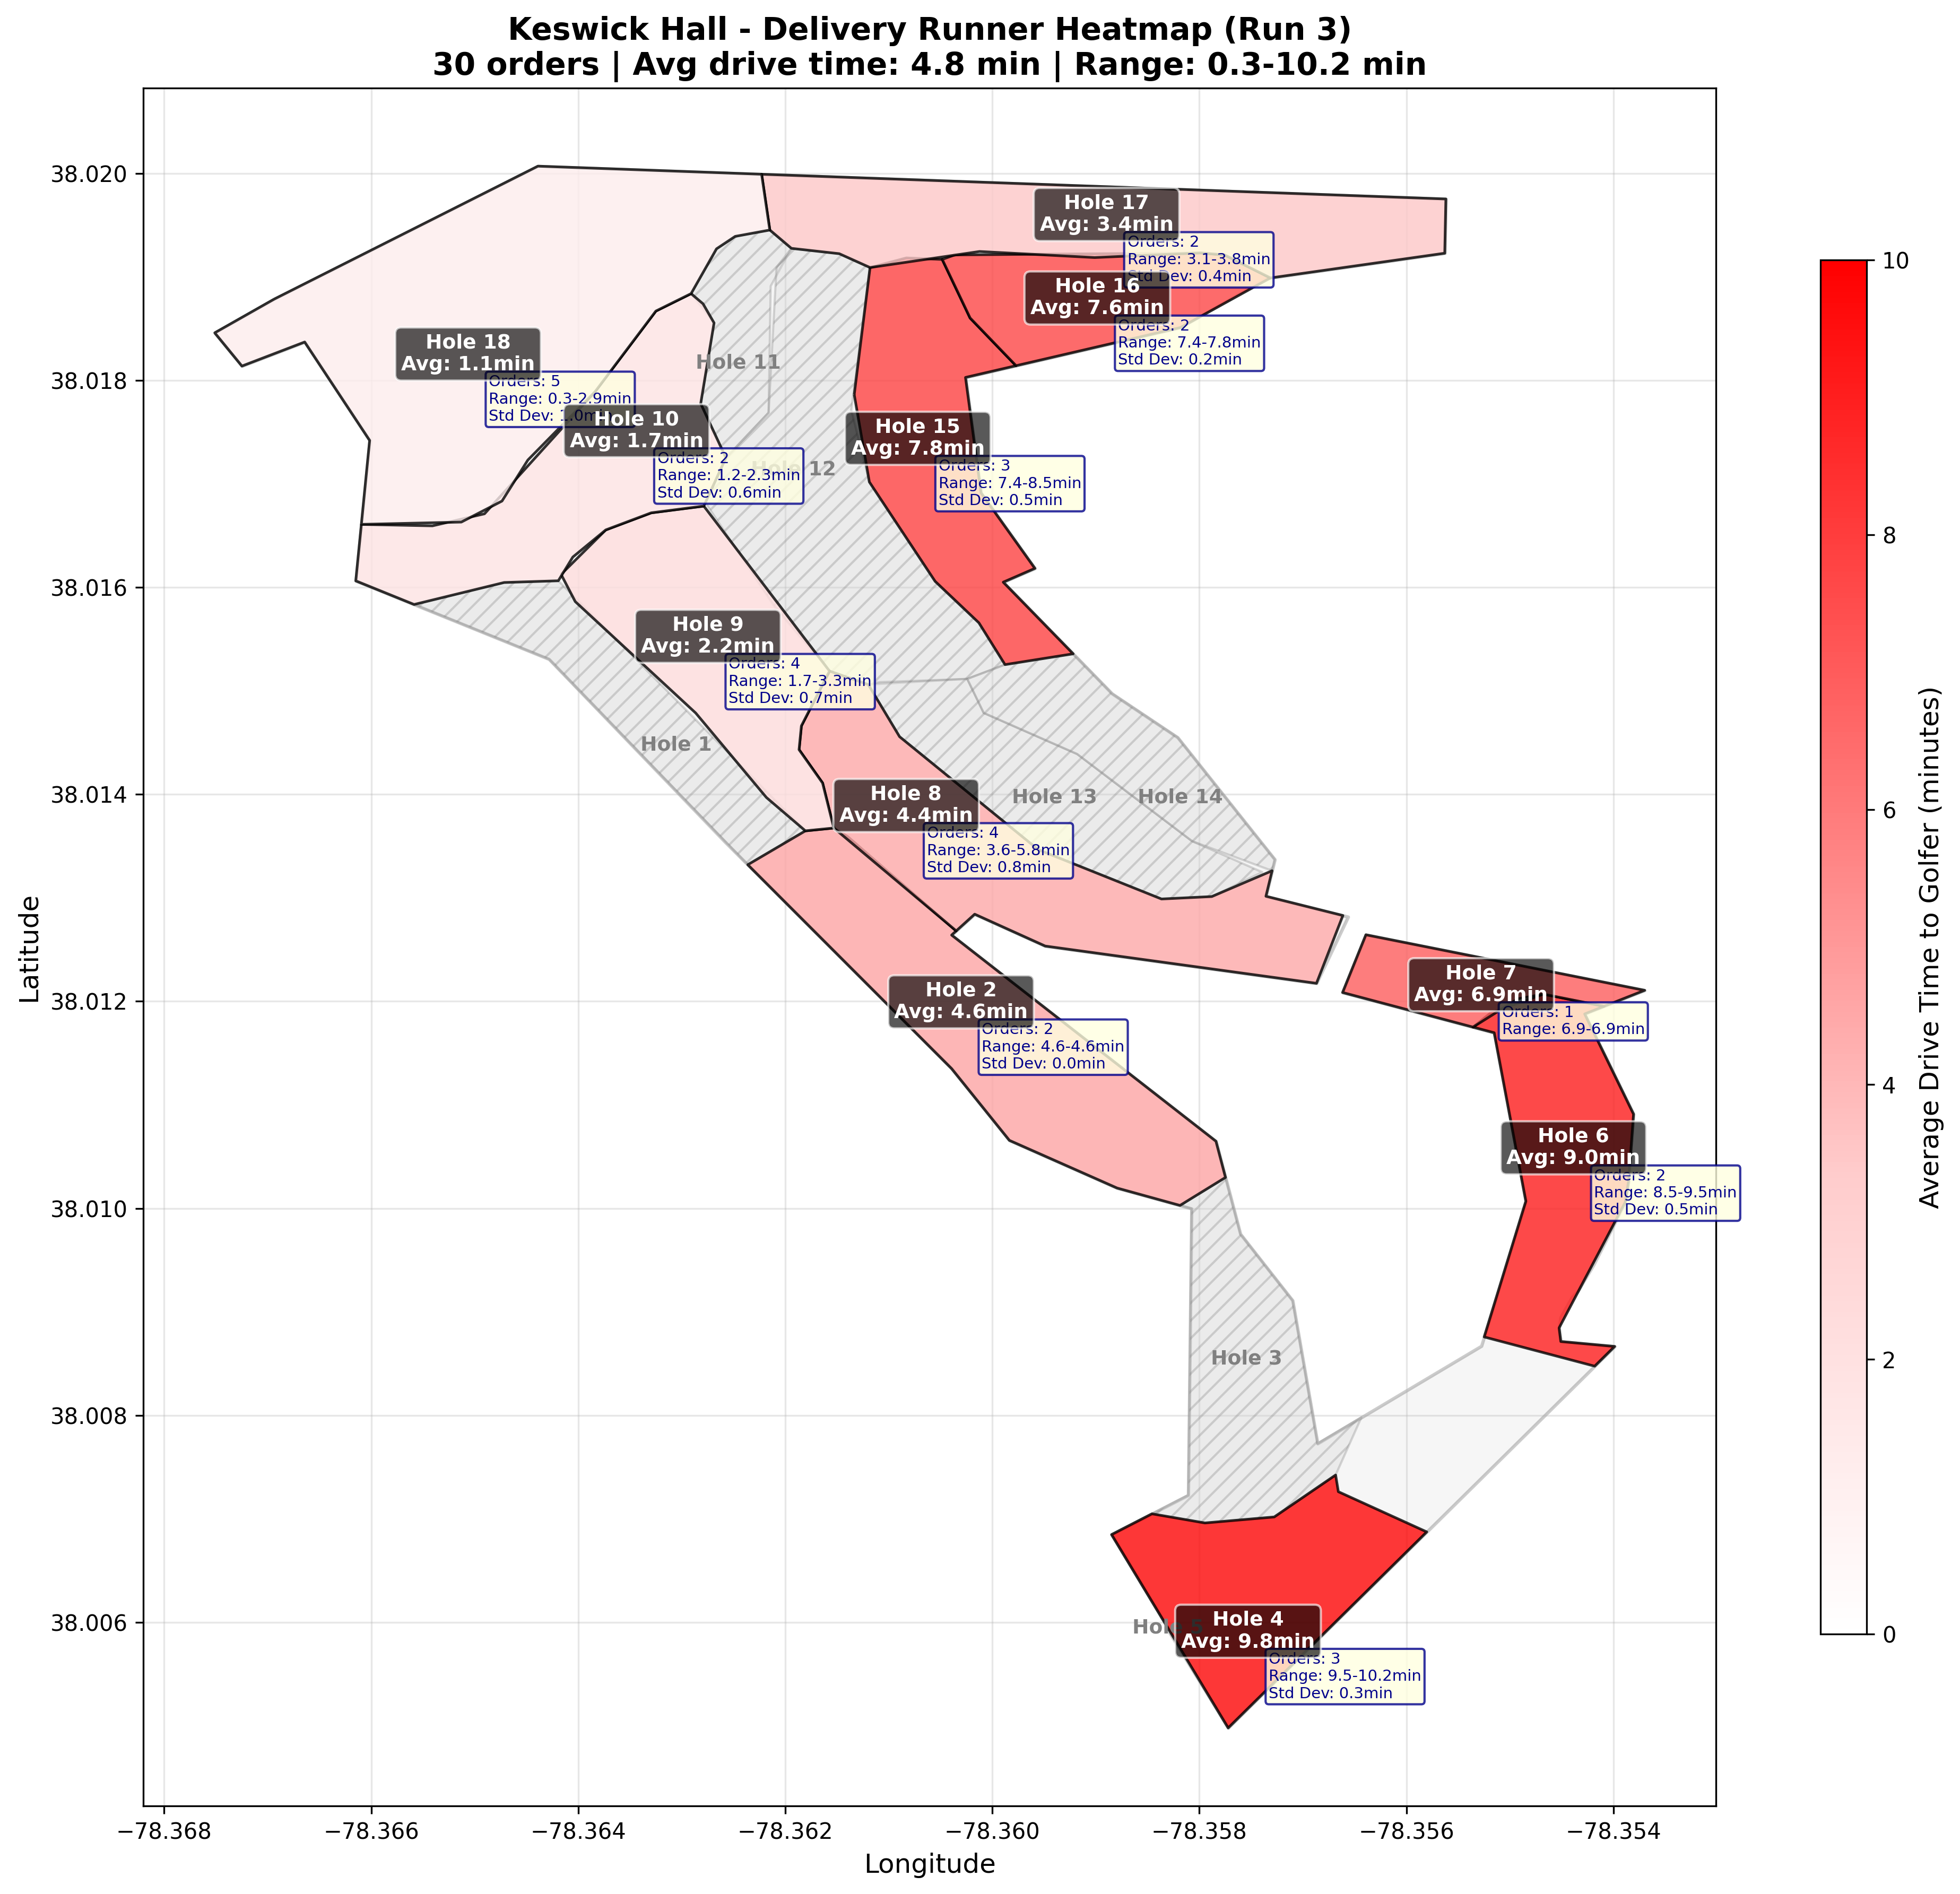 Keswick Hall - Delivery Runner Heatmap (Run 3)
30 orders | Avg drive time: 4.8 min | Range: 0.3-10.2 min
Hole 17
Avg: 3.4min
Orders: 2
Range: 3.1-3.8min
Std Dev: 0.4min
Hole 16
Avg: 7.6min
Orders: 2
Range: 7.4-7.8min
Std Dev: 0.2min
Hole 18
Avg: 1.1min
Orders: 5
Range: 0.3-2.9min
Std Dev: 1.0min
Hole 11
Hole 10
Avg: 1.7min
Orders: 2
Range: 1.2-2.3min
Std Dev: 0.6min
Hole 12
Hole 15
Avg: 7.8min
Orders: 3
Range: 7.4-8.5min
Std Dev: 0.5min
Hole 9
Avg: 2.2min
Orders: 4
Range: 1.7-3.3min
Std Dev: 0.7min
Hole 1
Hole 8
Avg: 4.4min
Orders: 4
Range: 3.6-5.8min
Std Dev: 0.8min
Hole 13
Hole 14
Hole 2
Avg: 4.6min
Orders: 2
Range: 4.6-4.6min
Std Dev: 0.0min
Hole 7
Avg: 6.9min
Orders: 1
Range: 6.9-6.9min
Hole 6
Avg: 9.0min
Orders: 2
Range: 8.5-9.5min
Std Dev: 0.5min
Hole 3
Hole 5
Hole 4
Avg: 9.8min
Orders: 3
Range: 9.5-10.2min
Std Dev: 0.3min
38.020
38.018
38.016
38.014
38.012
38.010
38.008
38.006
Latitude
−78.368
−78.366
−78.364
−78.362
−78.360
−78.358
−78.356
−78.354
Longitude
10
8
6
4
2
0
Average Drive Time to Golfer (minutes)